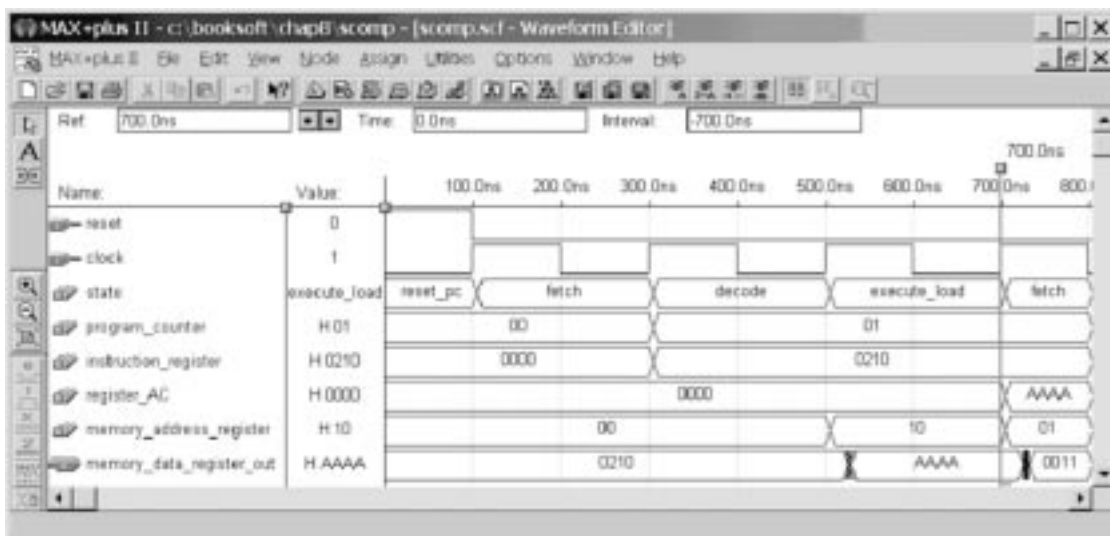 MAX+plus II - c:\booksoft\chap8\scomp - [scomp.scf - Waveform Editor]
MAX+plus II File Edit View Node Assign Utilities Options Window Help
Ref: 700.0ns Time: 0.0ns Interval: -700.0ns
700.0ns
Name: Value: 100.0ns 200.0ns 300.0ns 400.0ns 500.0ns 600.0ns 700.0ns 800.
reset 0
clock 1
state execute_load reset_pc fetch decode execute_load fetch
program_counter H 01 00 01
instruction_register H 0210 0000 0210
register_AC H 0000 0000 AAAA
memory_address_register H 10 00 10 01
memory_data_register_out H AAAA 0210 AAAA 0011